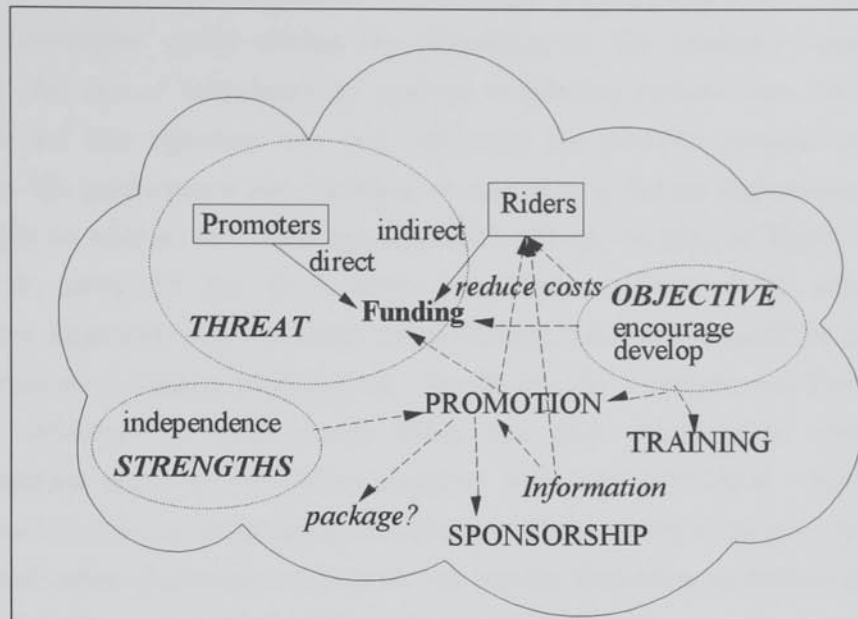 Promoters
Riders
indirect
direct
reduce costs
Funding
OBJECTIVE
THREAT
encourage
develop
PROMOTION
independence
TRAINING
STRENGTHS
Information
package?
SPONSORSHIP